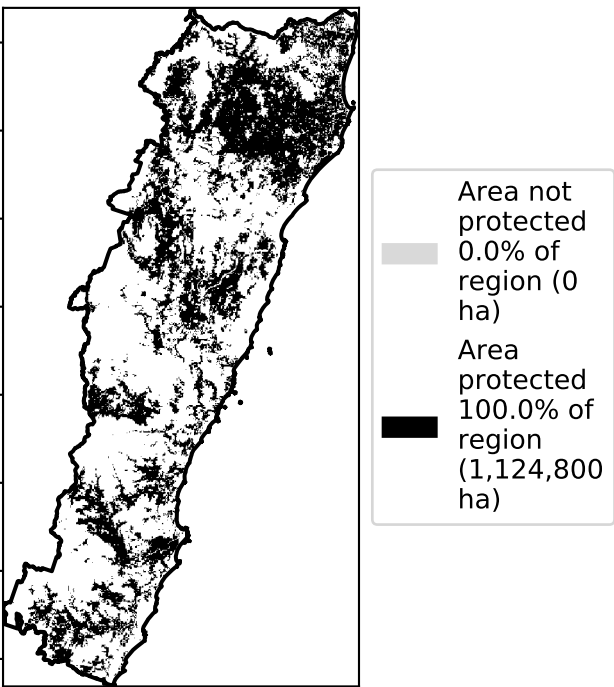 Area not
protected
0.0% of
region (0
ha)
Area
protected
100.0% of
region
(1,124,800
ha)